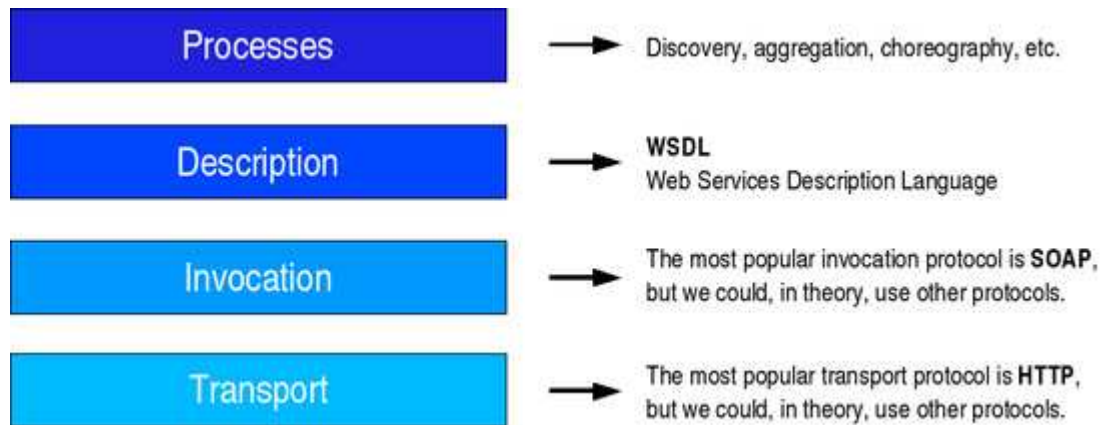 Processes
Discovery, aggregation, choreography, etc.
Description
WSDL
Web Services Description Language
Invocation
The most popular invocation protocol is SOAP,
but we could, in theory, use other protocols.
Transport
The most popular transport protocol is HTTP,
but we could, in theory, use other protocols.